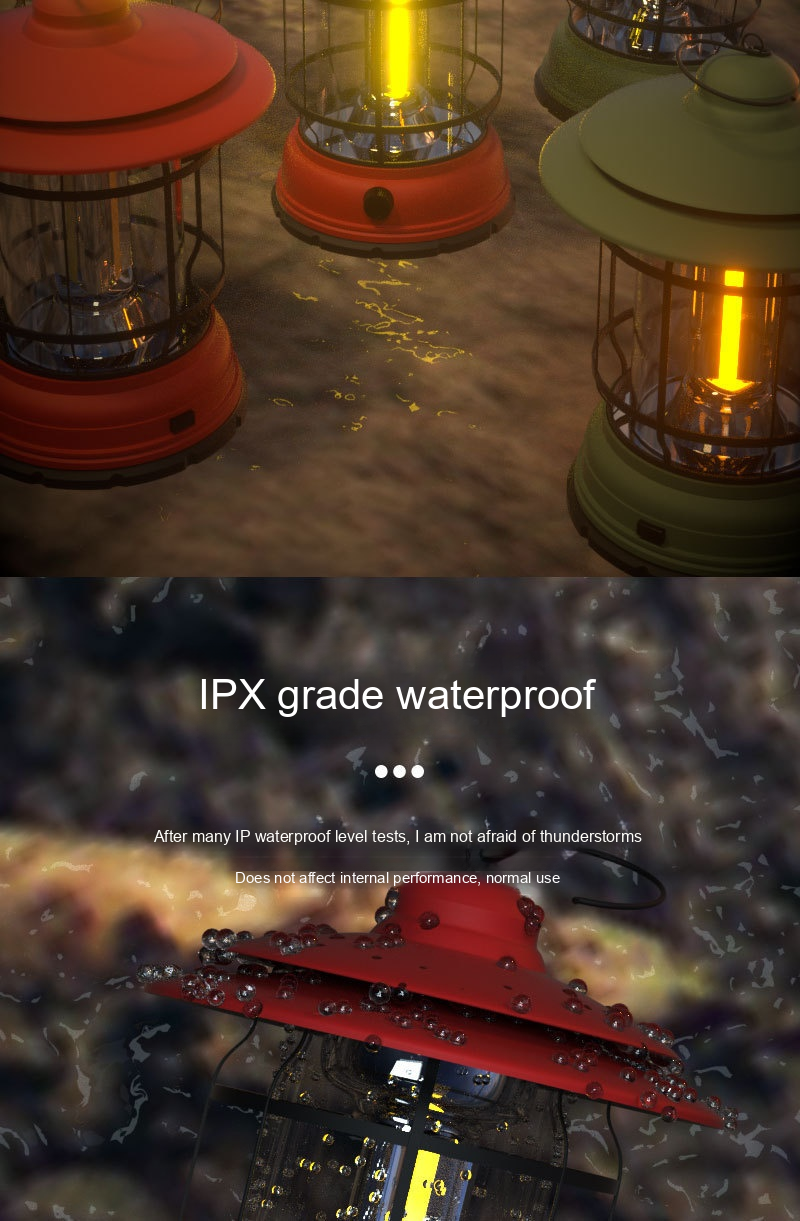 IPX grade waterproof
After many IP waterproof level tests, I am not afraid of thunderstorms
Does not affect internal performance, normal use